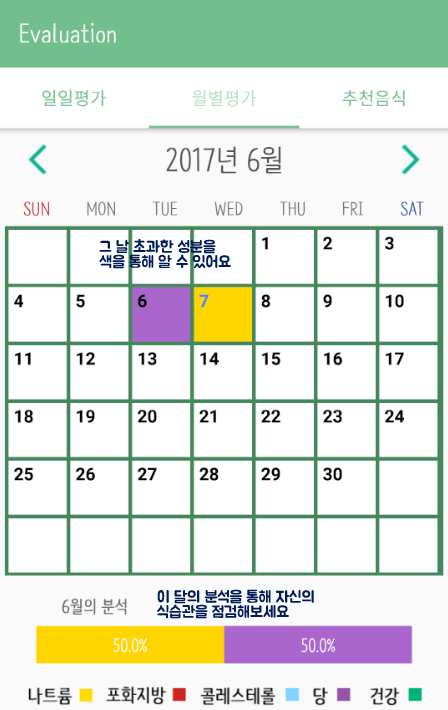 Evaluation
일일평가 월별평가 추천음식
2017년 6월
SUN MON TUE WED THU FRI SAT
그 날 초과한 성분을
색을 통해 알 수 있어요
1 2 3
4 5 6 7 8 9 10
11 12 13 14 15 16 17
18 19 20 21 22 23 24
25 26 27 28 29 30
6월의 분석
이 달의 분석을 통해 자신의
식습관을 점검해보세요
50.0% 50.0%
나트륨 포화지방 콜레스테롤 당 건강